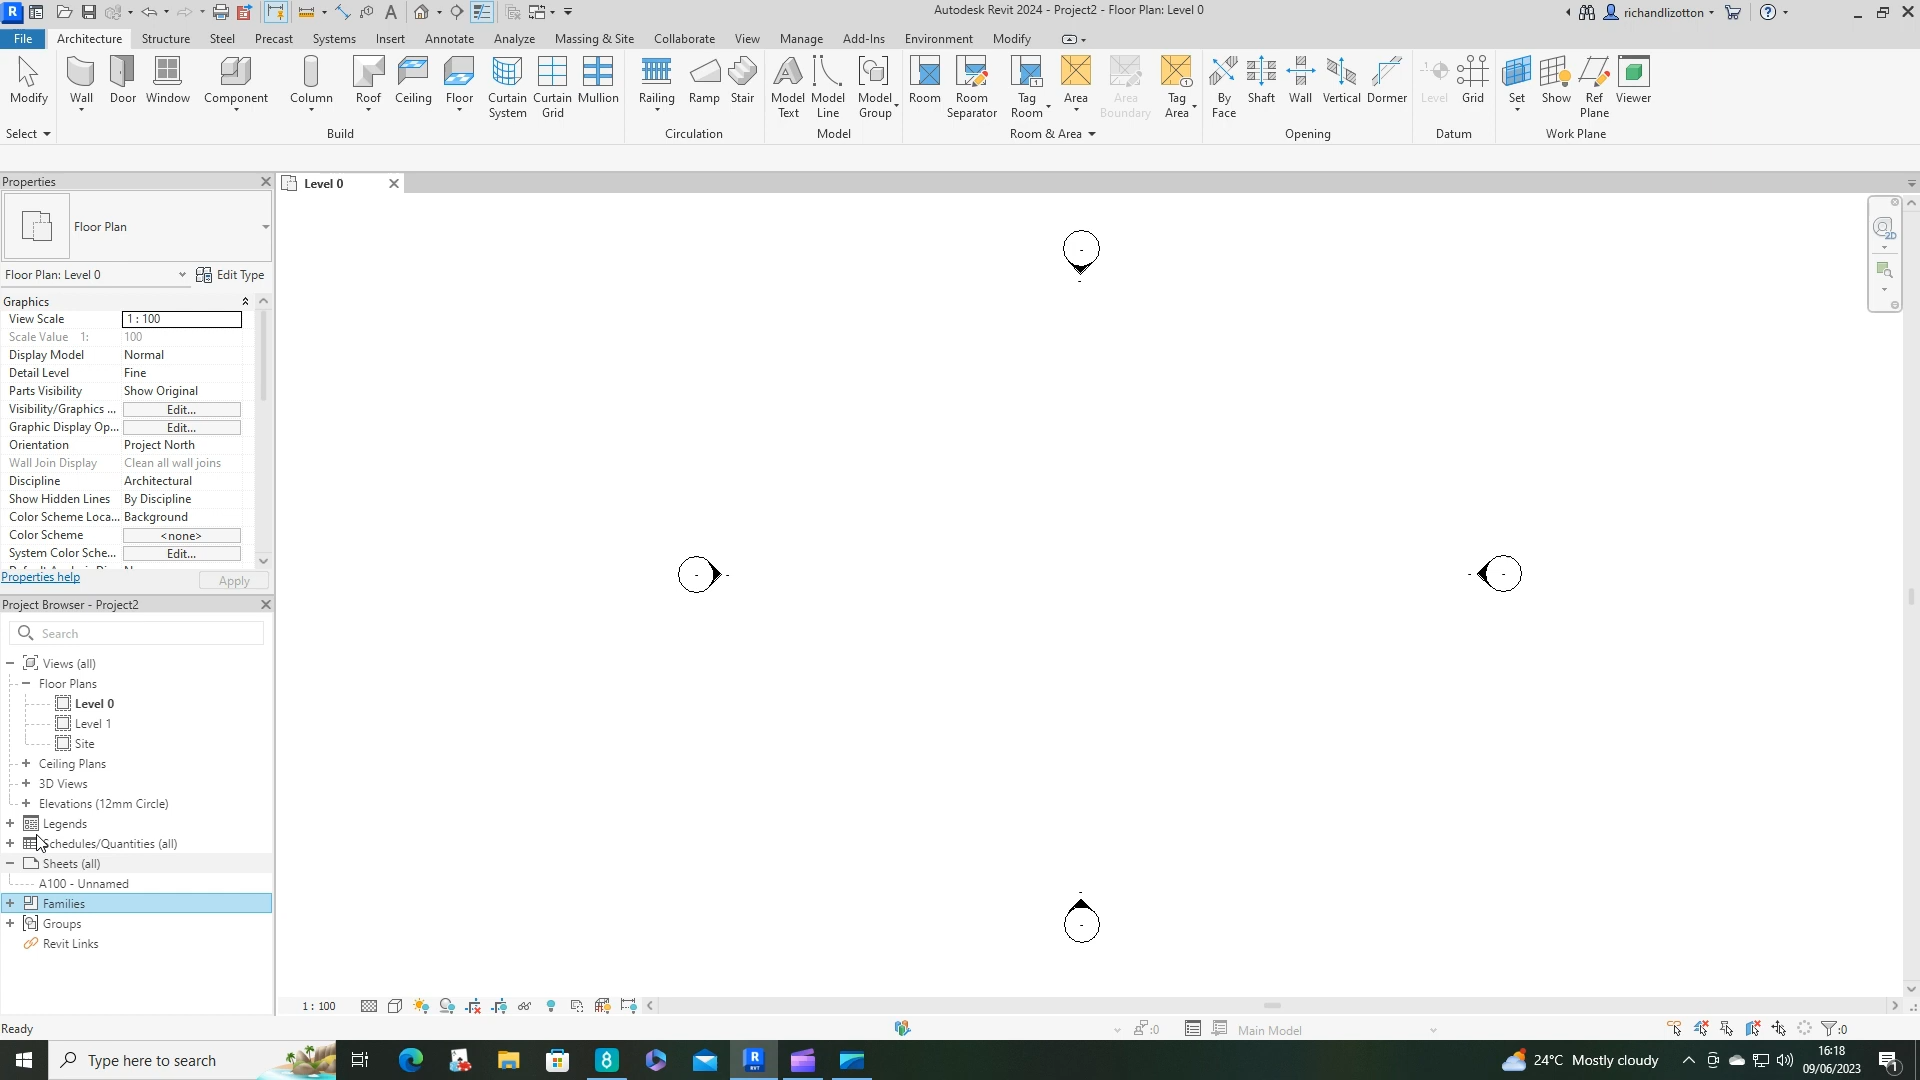 R
Autodesk Revit 2024 - Project2 - Floor Plan: Level 0
richandlizotton
File Architecture Structure Steel Precast Systems Insert Annotate Analyze Massing & Site Collaborate View Manage Add-Ins Environment Modify
Modify Wall Door Window Component Column Roof Ceiling Floor Curtain System Curtain Grid Mullion Railing Ramp Stair Model Text Model Line Model Group Room Room Separator Tag Room Area Area Boundary Tag Area By Face Shaft Wall Vertical Dormer Level Grid Set Show Ref Plane Viewer
Select Build Circulation Model Room & Area Opening Datum Work Plane
Properties
Level 0
Floor Plan
Floor Plan: Level 0 Edit Type
Graphics
View Scale 1 : 100
Scale Value 1: 100
Display Model Normal
Detail Level Fine
Parts Visibility Show Original
Visibility/Graphics ... Edit...
Graphic Display Op... Edit...
Orientation Project North
Wall Join Display Clean all wall joins
Discipline Architectural
Show Hidden Lines By Discipline
Color Scheme Loca... Background
Color Scheme <none>
System Color Sche... Edit...
Properties help Apply
Project Browser - Project2
Search
Views (all)
Floor Plans
Level 0
Level 1
Site
Ceiling Plans
3D Views
Elevations (12mm Circle)
Legends
Schedules/Quantities (all)
Sheets (all)
A100 - Unnamed
Families
Groups
Revit Links
2D
1 : 100
Ready
:0
Main Model
:0
Type here to search
24°C Mostly cloudy
16:18
09/06/2023
1